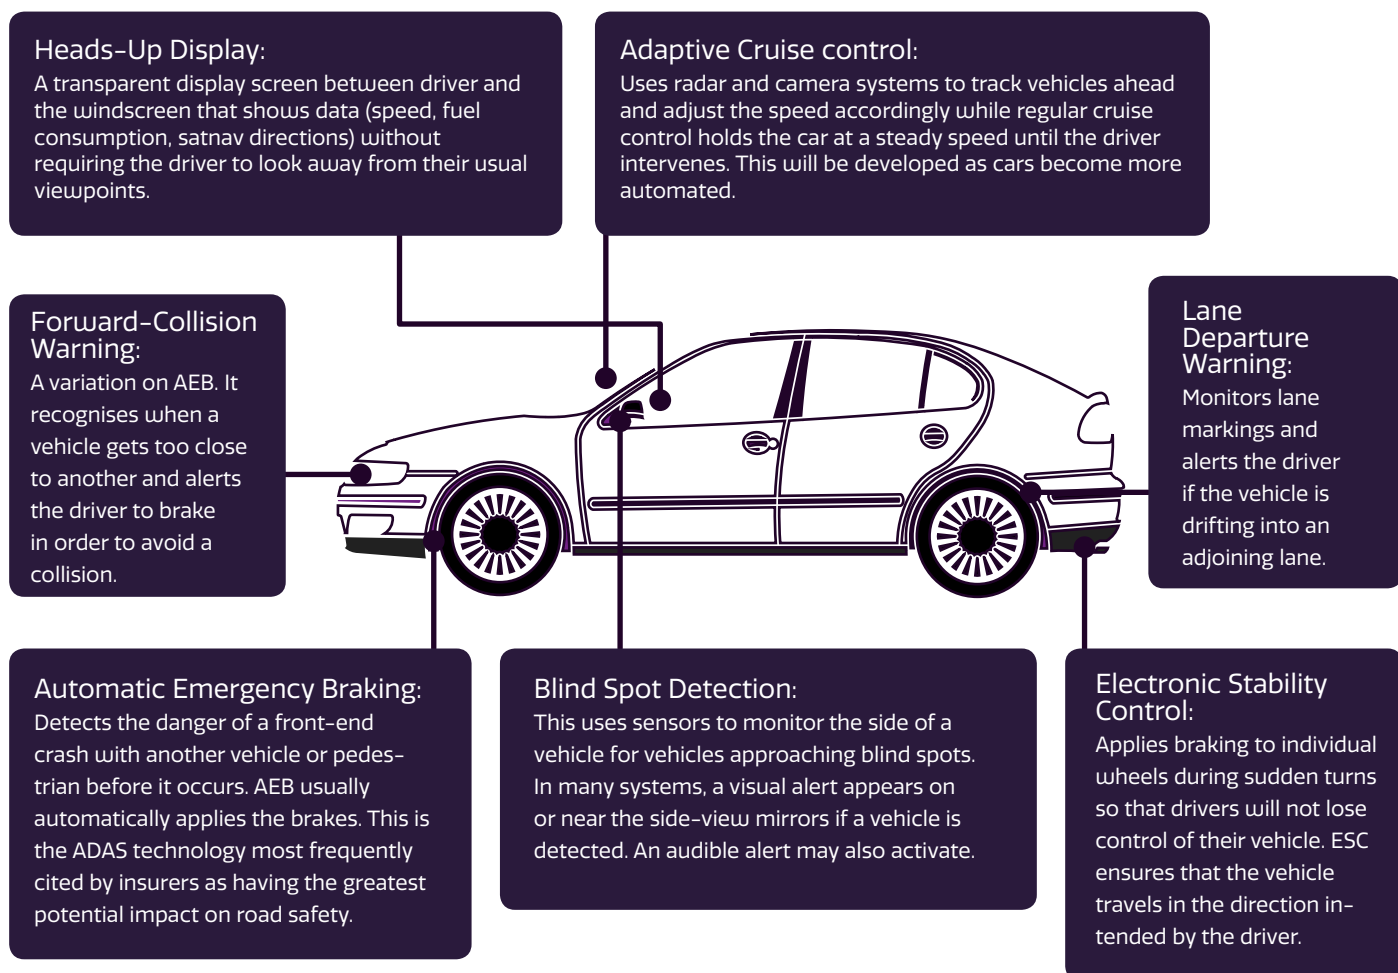 Heads-Up Display:
A transparent display screen between driver and
the windscreen that shows data (speed, fuel
consumption, satnav directions) without
requiring the driver to look away from their usual
viewpoints.
Adaptive Cruise control:
Uses radar and camera systems to track vehicles ahead
and adjust the speed accordingly while regular cruise
control holds the car at a steady speed until the driver
intervenes. This will be developed as cars become more
automated.
Forward-Collision
Warning:
A variation on AEB. It
recognises when a
vehicle gets too close
to another and alerts
the driver to brake
in order to avoid a
collision.
Lane
Departure
Warning:
Monitors lane
markings and
alerts the driver
if the vehicle is
drifting into an
adjoining lane.
Automatic Emergency Braking:
Detects the danger of a front-end
crash with another vehicle or pedes-
trian before it occurs. AEB usually
automatically applies the brakes. This is
the ADAS technology most frequently
cited by insurers as having the greatest
potential impact on road safety.
Blind Spot Detection:
This uses sensors to monitor the side of a
vehicle for vehicles approaching blind spots.
In many systems, a visual alert appears on
or near the side-view mirrors if a vehicle is
detected. An audible alert may also activate.
Electronic Stability
Control:
Applies braking to individual
wheels during sudden turns
so that drivers will not lose
control of their vehicle. ESC
ensures that the vehicle
travels in the direction in-
tended by the driver.